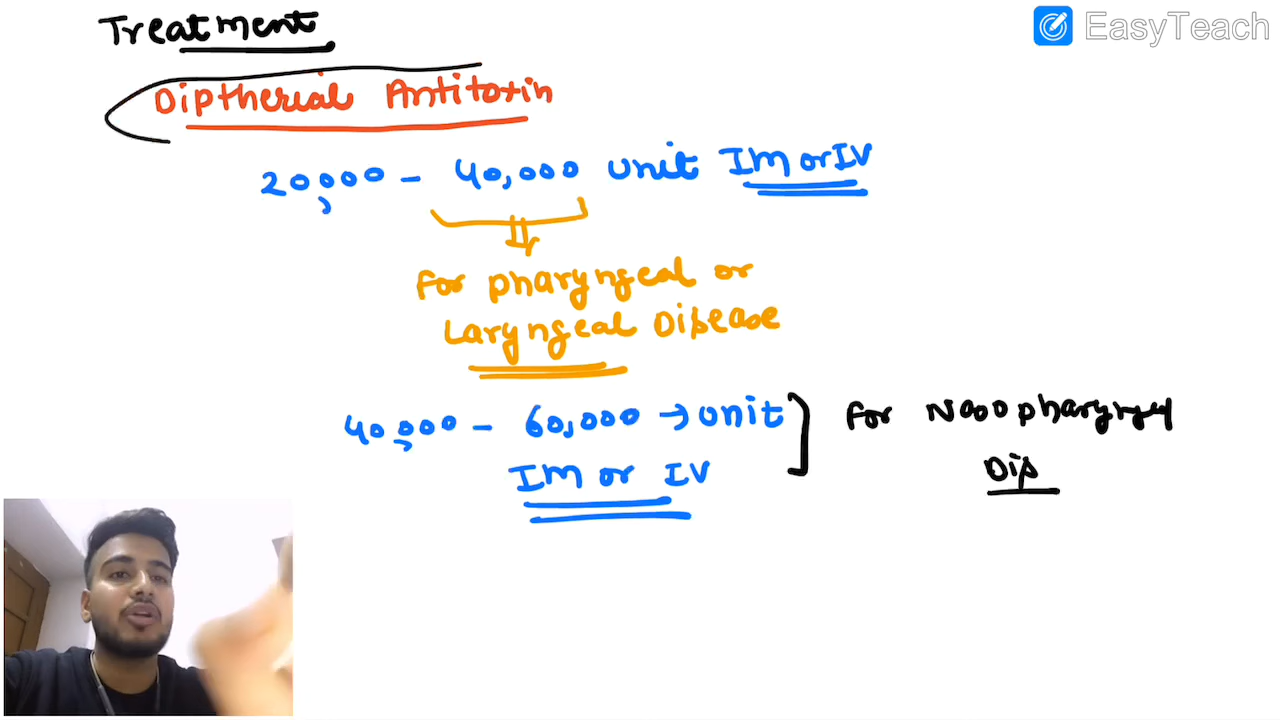 Treatment
EasyTeach
Diptherial Antitoxin
20,000 - 40,000 unit IM or IV
for pharyngeal or
Laryngeal Disease
40,000 - 60,000 → unit
IM or IV
for
Dip